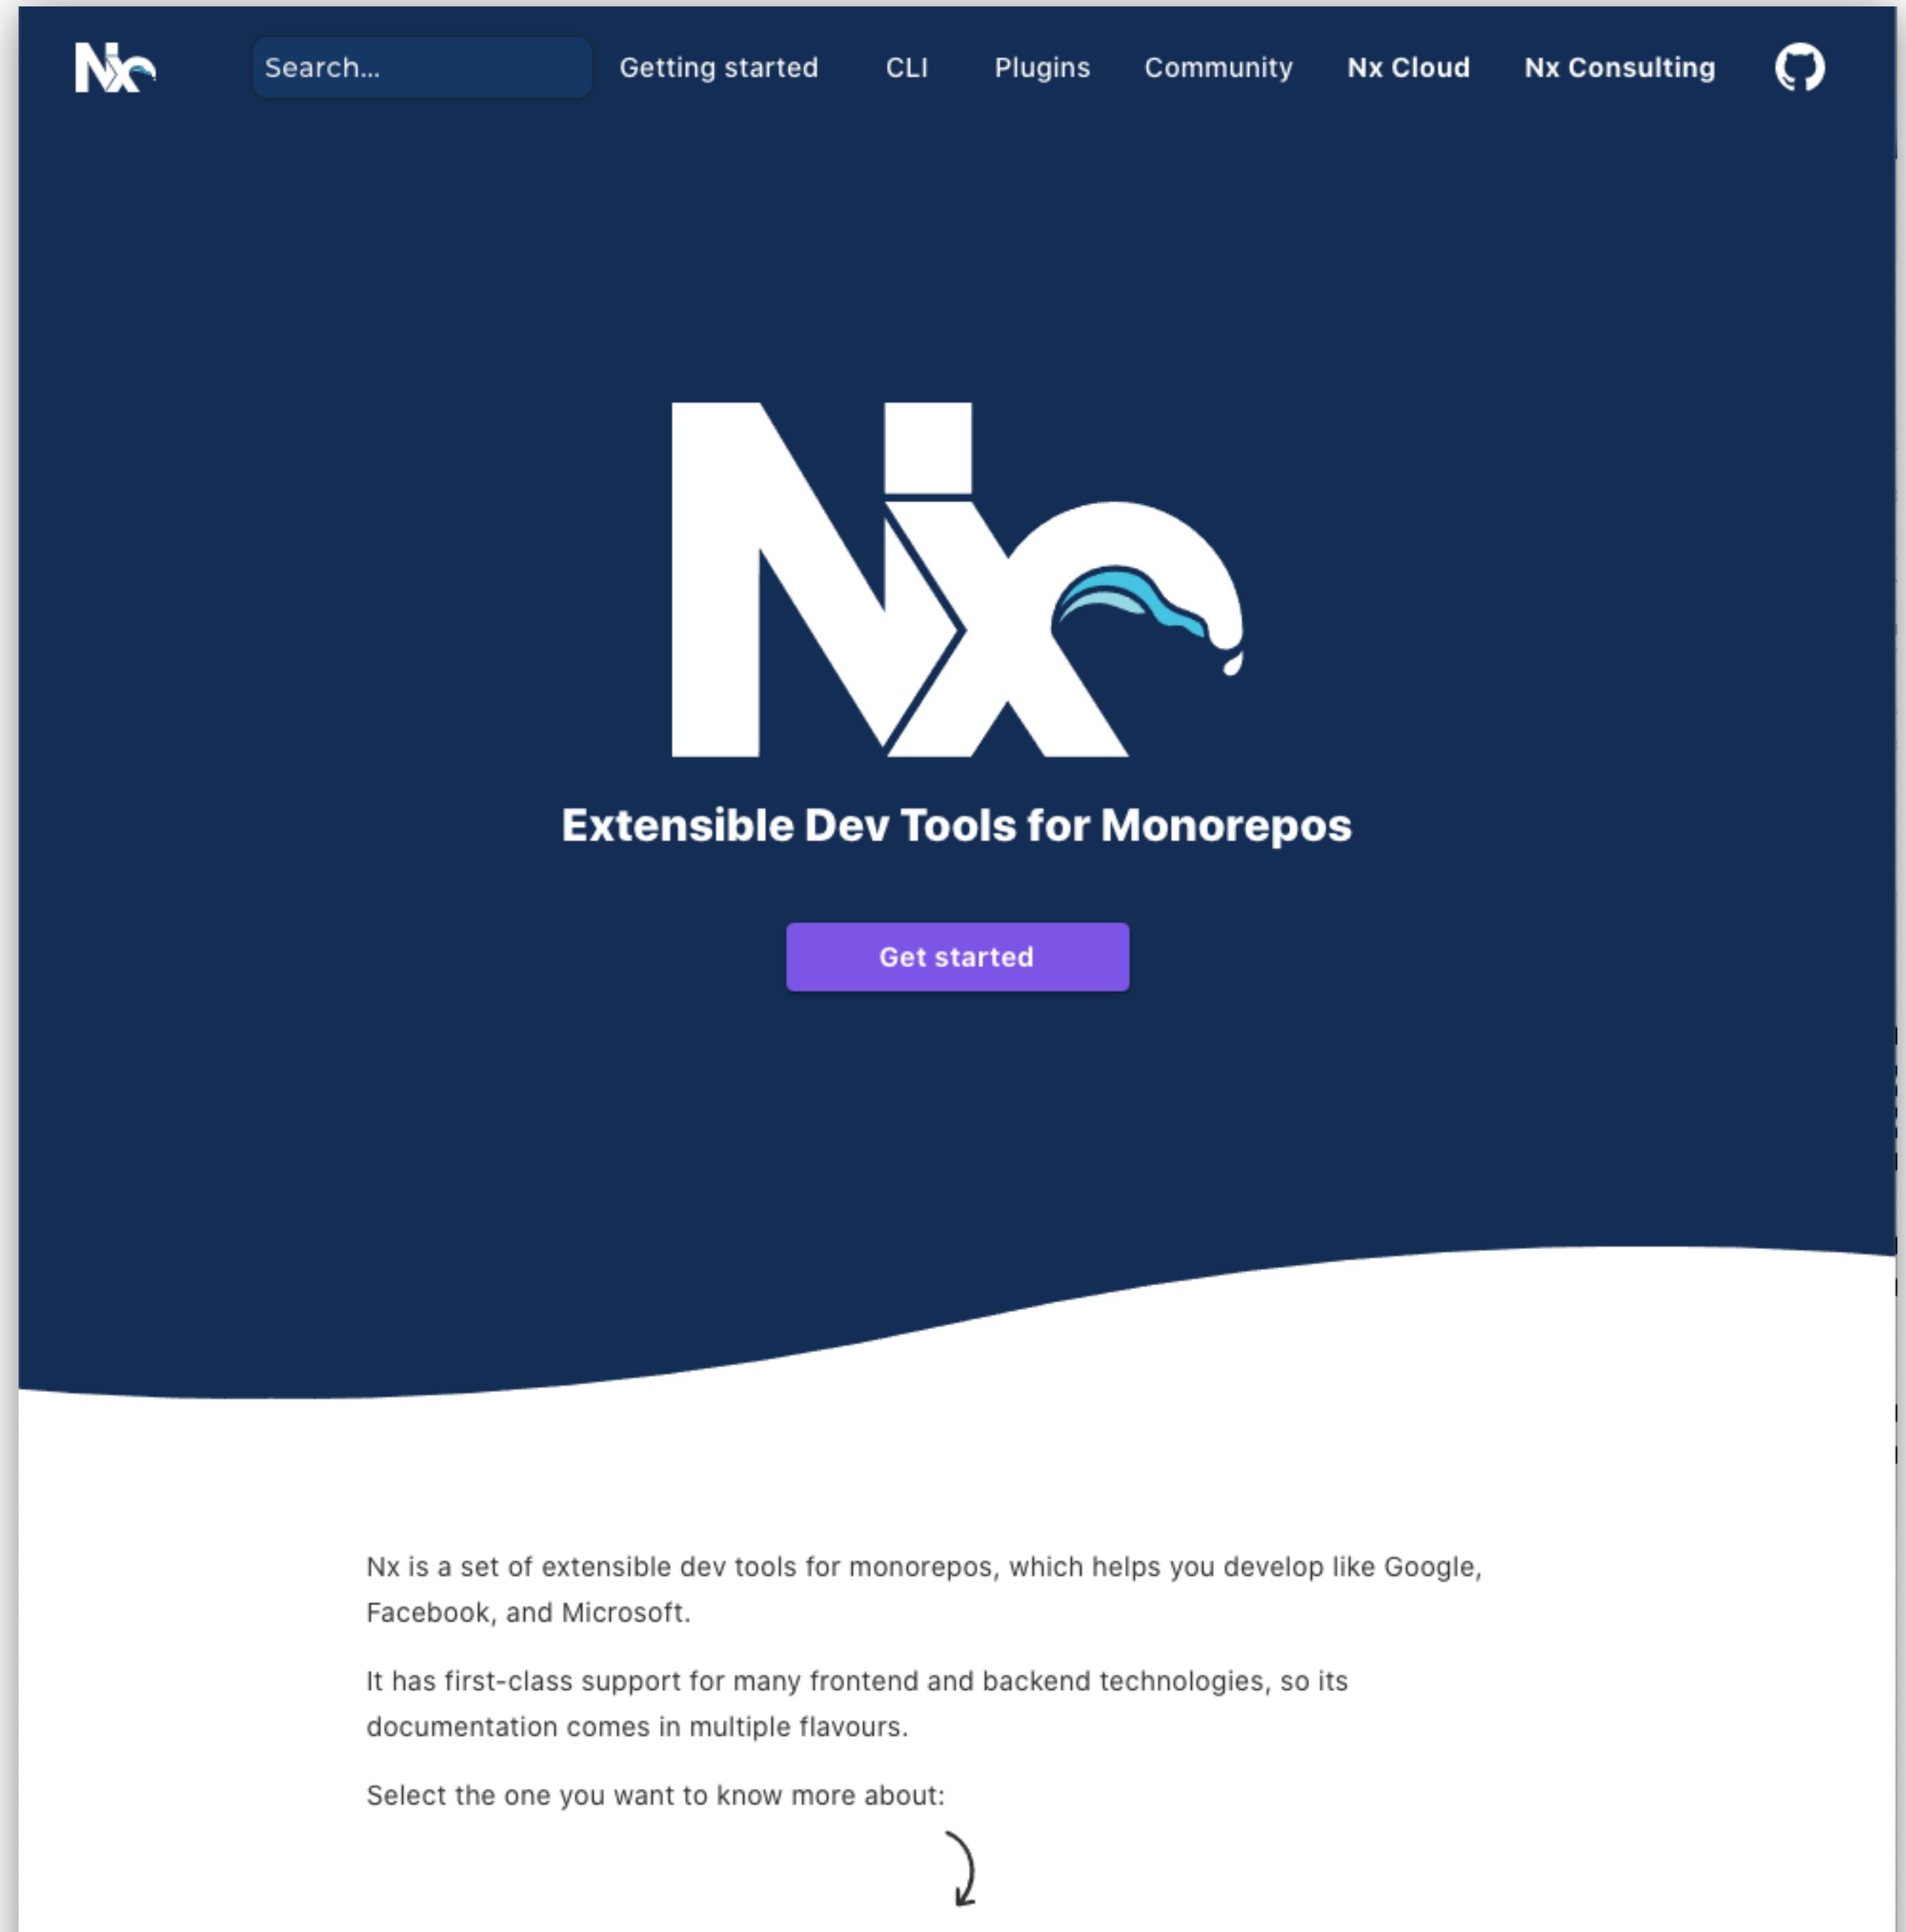 Nx
Search...
Getting started
CLI
Plugins
Community
Nx Cloud
Nx Consulting
Nx
Extensible Dev Tools for Monorepos
Get started
Nx is a set of extensible dev tools for monorepos, which helps you develop like Google,
Facebook, and Microsoft.
It has first-class support for many frontend and backend technologies, so its
documentation comes in multiple flavours.
Select the one you want to know more about: